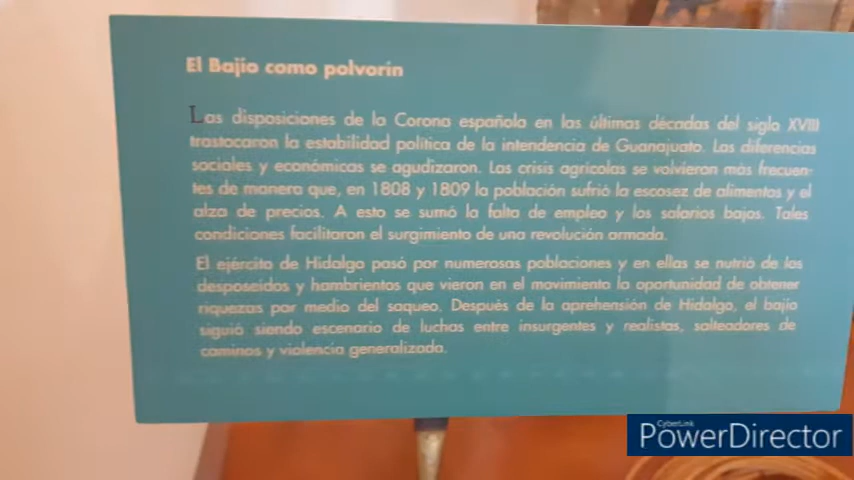 El Bajío como polvorín
Las disposiciones de la Corona española en las últimas décadas del siglo XVIII
trastocaron la estabilidad política de la intendencia de Guanajuato. Las diferencias
sociales y económicas se agudizaron. Las crisis agrícolas se volvieron más frecuen-
tes de manera que, en 1808 y 1809 la población sufrió la escosez de alimentos y el
alza de precios. A esto se sumó la falta de empleo y los salarios bajos. Tales
condiciones facilitaron el surgimiento de una revolución armada.
El ejército de Hidalgo pasó por numerosas poblaciones y en ellas se nutrió de los
desposeídos y hambrientos que vieron en el movimiento la oportunidad de obtener
riquezas por medio del saqueo. Después de la aprehensión de Hidalgo, el bajío
siguió siendo escenario de luchas entre insurgentes y realistas, salteadores de
caminos y violencia generalizada.
CyberLink
PowerDirector